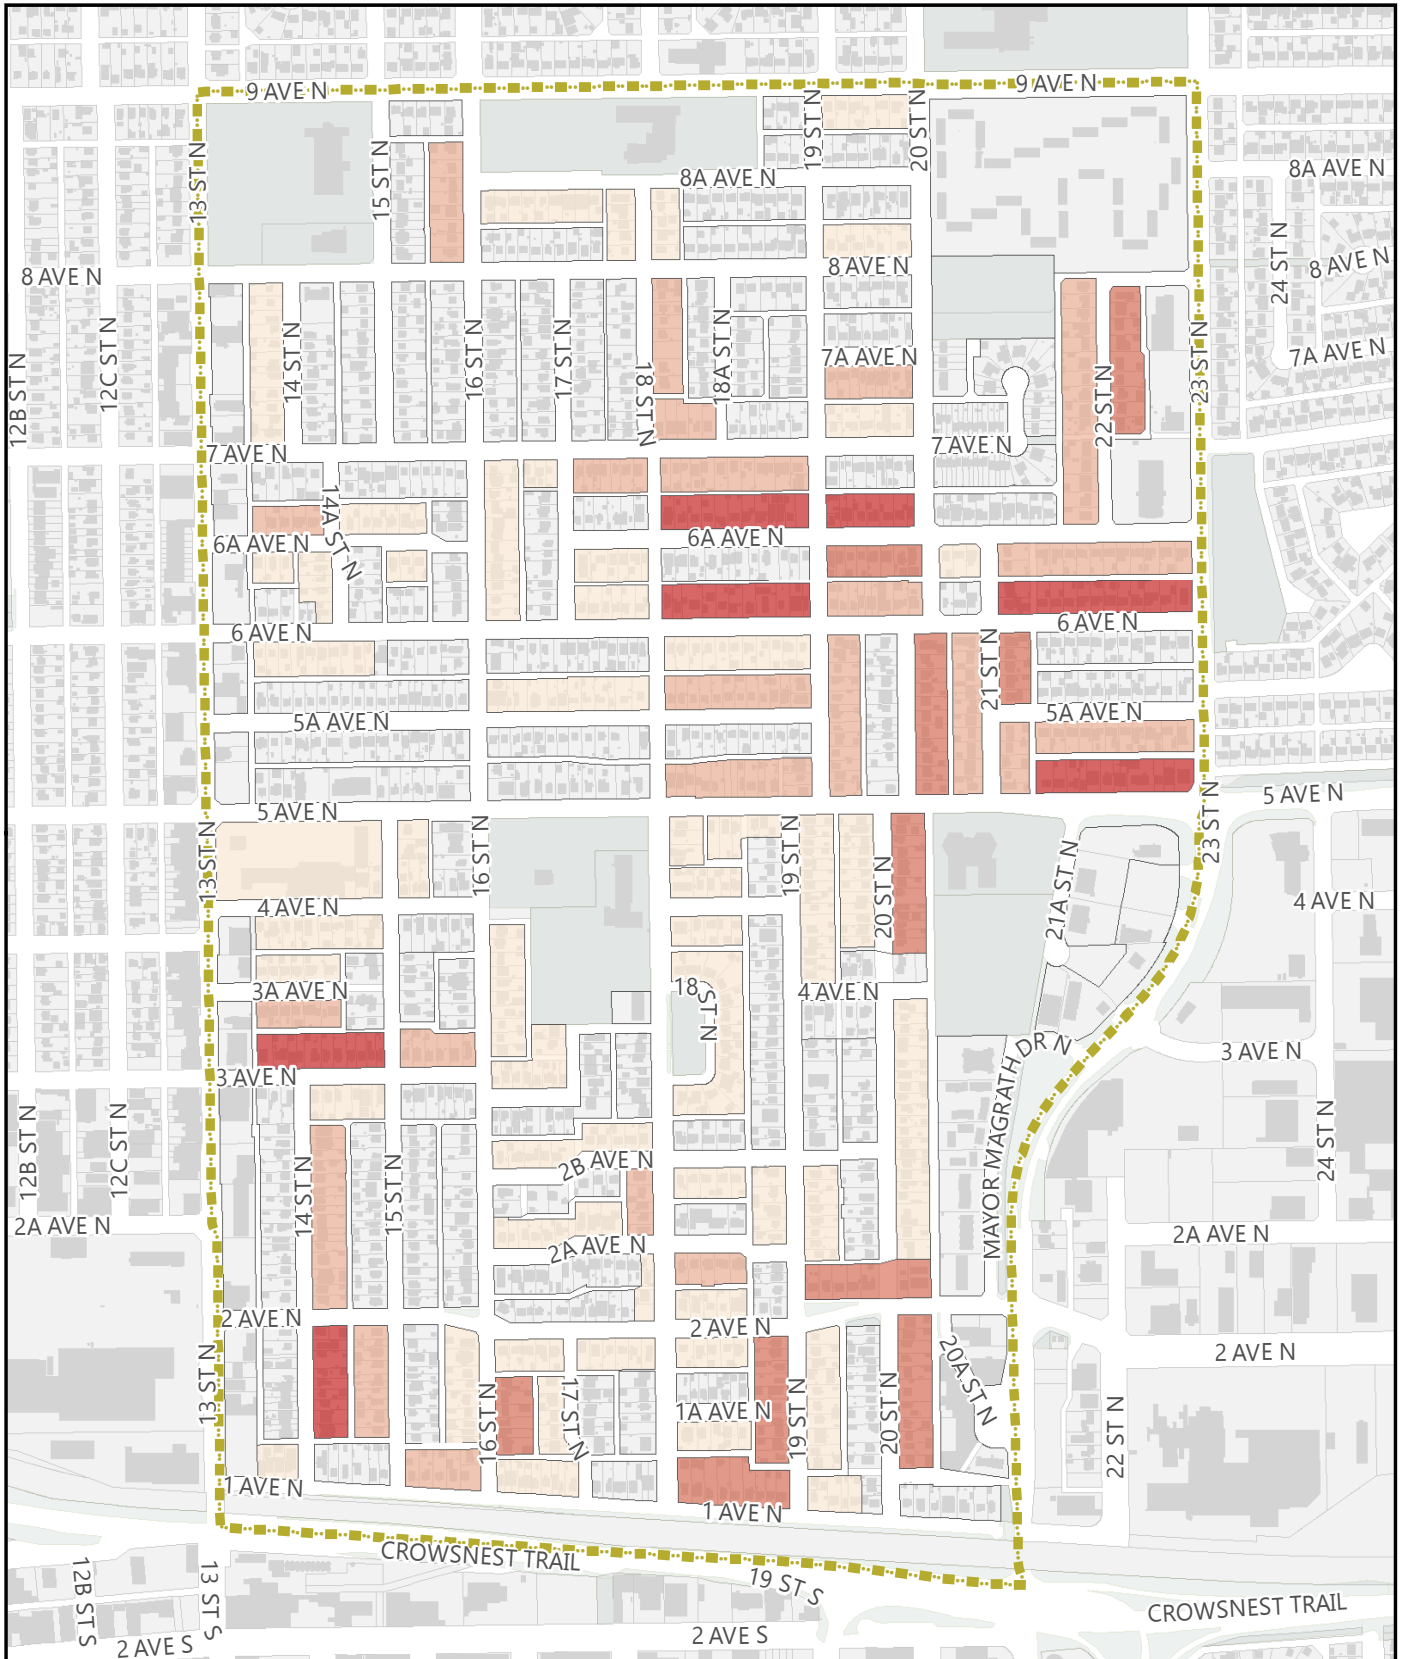 9 AVE N
9 AVE N
19 ST N
20 ST N
13 ST N
15 ST N
8A AVE N
8A AVE N
24 ST N
8 AVE N
8 AVE N
8 AVE N
12B ST N
12C ST N
14 ST N
16 ST N
17 ST N
18 ST N
18A ST N
7A AVE N
22 ST N
23 ST N
7A AVE N
7 AVE N
7 AVE N
14A ST N
6A AVE N
6A AVE N
6 AVE N
6 AVE N
21 ST N
5A AVE N
5A AVE N
5 AVE N
5 AVE N
13 ST N
16 ST N
19 ST N
20 ST N
21A ST N
23 ST N
4 AVE N
4 AVE N
3A AVE N
18 ST N
4 AVE N
3 AVE N
3 AVE N
MAYOR MAGRATH DR N
12B ST N
12C ST N
14 ST N
15 ST N
2B AVE N
24 ST N
2A AVE N
2A AVE N
2A AVE N
2 AVE N
2 AVE N
2 AVE N
13 ST N
16 ST N
17 ST N
1A AVE N
19 ST N
20 ST N
20A ST N
22 ST N
1 AVE N
1 AVE N
CROWSNEST TRAIL
19 ST S
CROWSNEST TRAIL
12B ST S
13 ST S
2 AVE S
2 AVE S